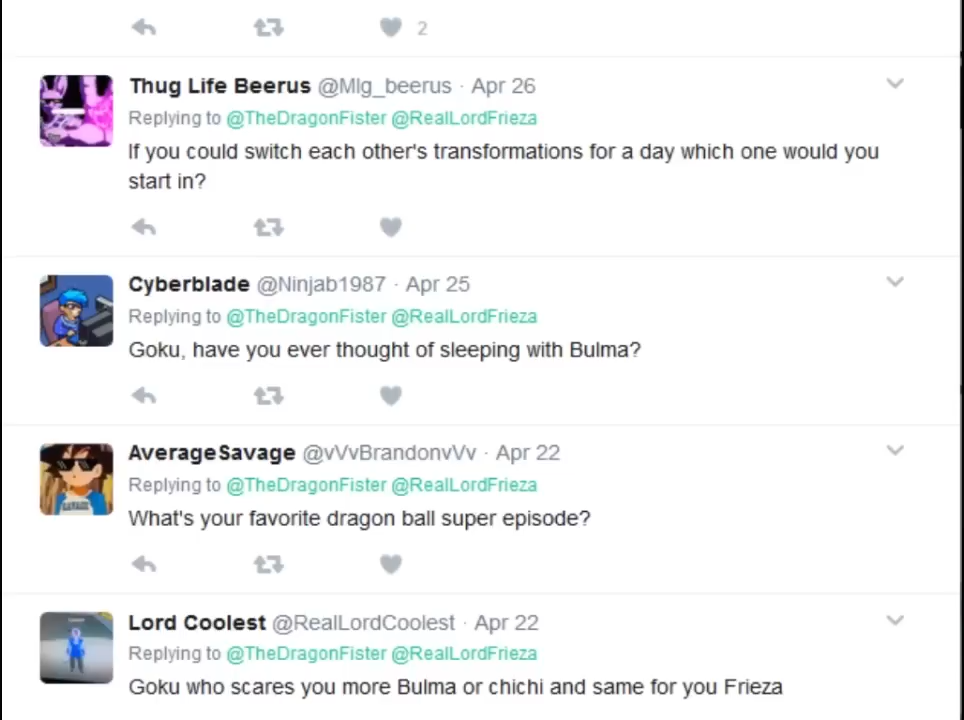 2
Thug Life Beerus @Mlg_beerus · Apr 26
Replying to @TheDragonFister @RealLordFrieza
If you could switch each other's transformations for a day which one would you
start in?
Cyberblade @Ninjab1987 · Apr 25
Replying to @TheDragonFister @RealLordFrieza
Goku, have you ever thought of sleeping with Bulma?
AverageSavage @vVvBrandonvVv · Apr 22
Replying to @TheDragonFister @RealLordFrieza
What's your favorite dragon ball super episode?
Lord Coolest @RealLordCoolest · Apr 22
Replying to @TheDragonFister @RealLordFrieza
Goku who scares you more Bulma or chichi and same for you Frieza